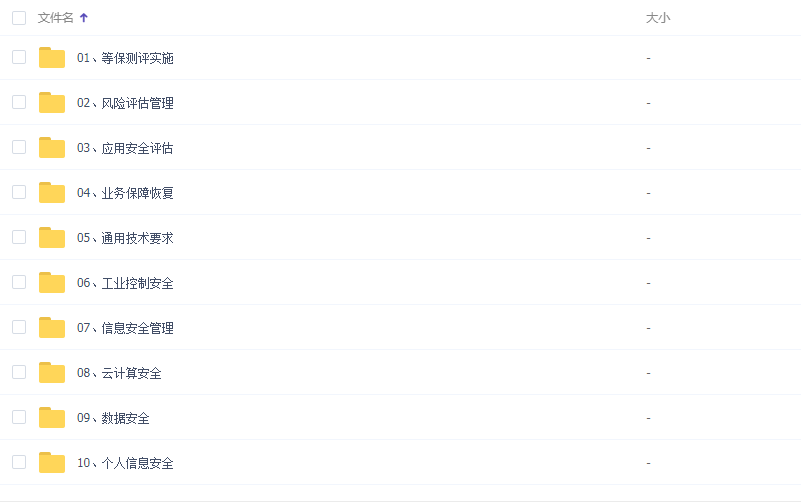 文件名 大小
01、等保测评实施 -
02、风险评估管理 -
03、应用安全评估 -
04、业务保障恢复 -
05、通用技术要求 -
06、工业控制安全 -
07、信息安全管理 -
08、云计算安全 -
09、数据安全 -
10、个人信息安全 -